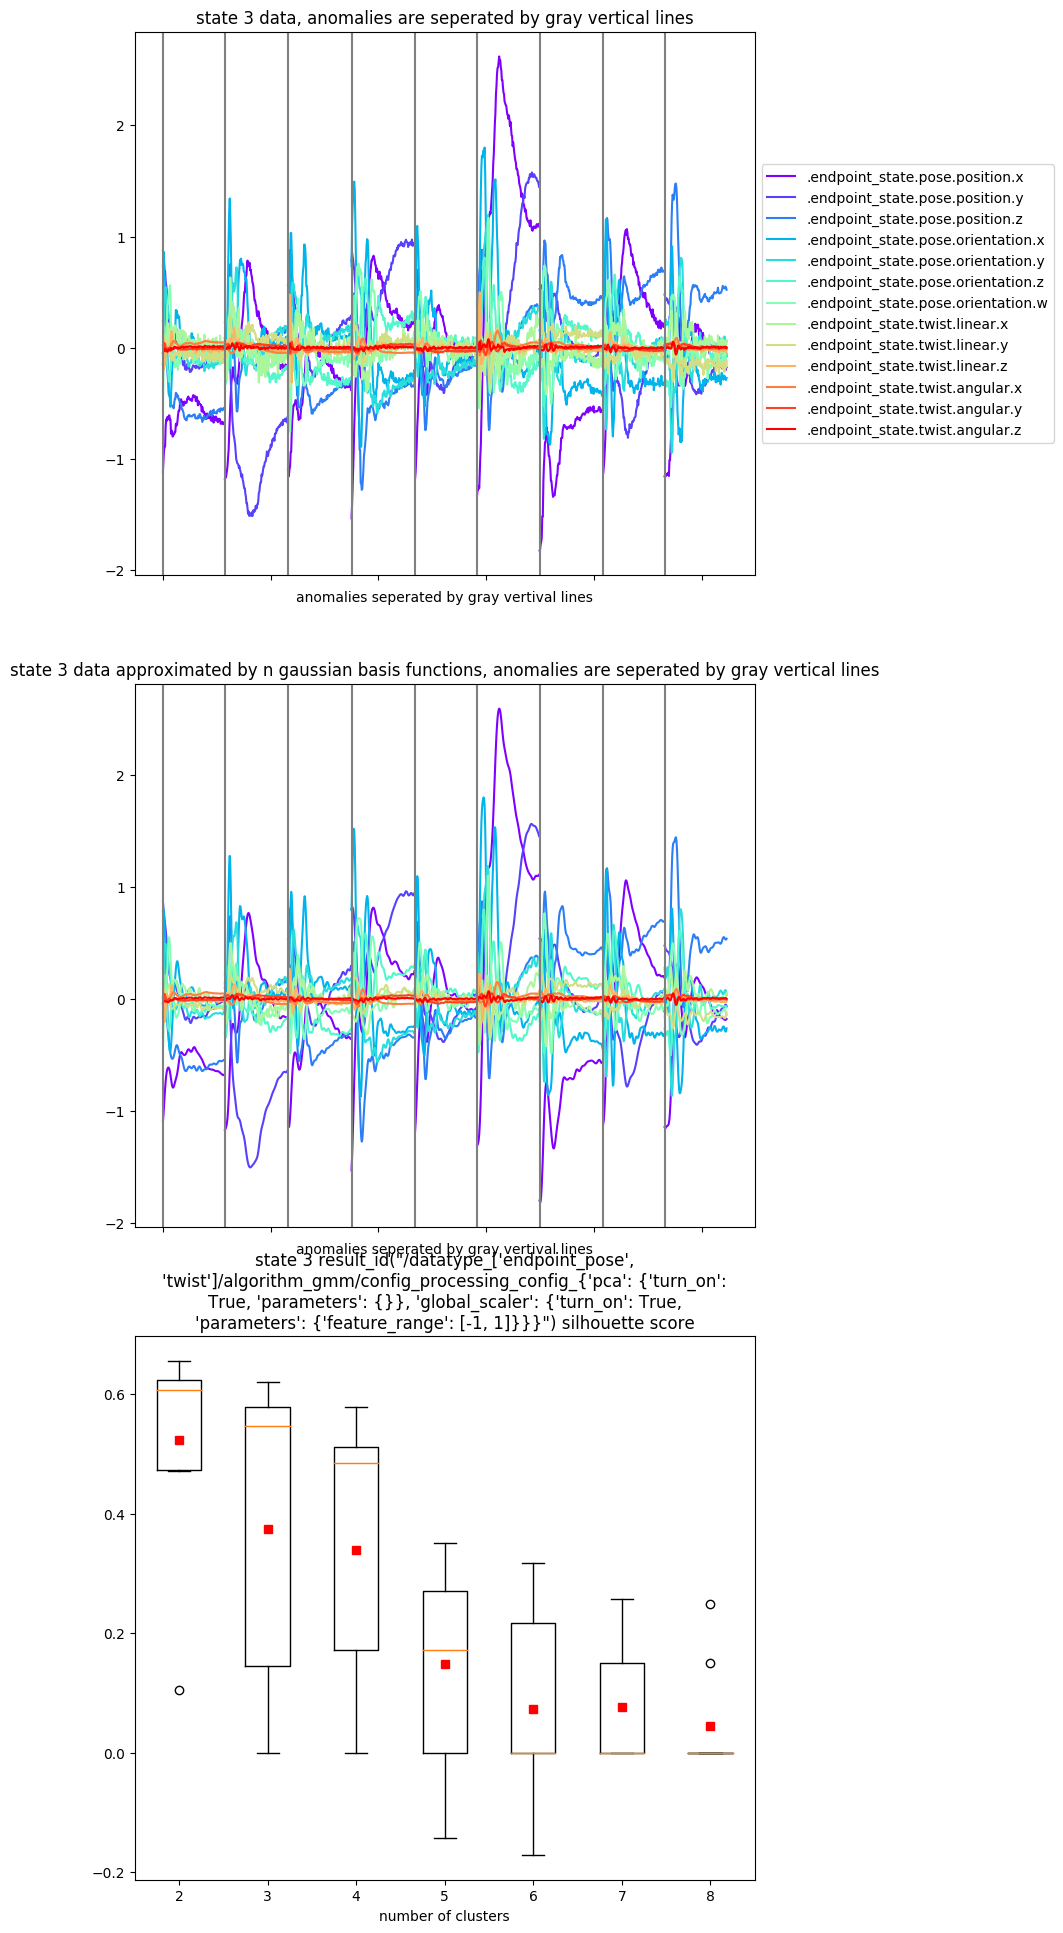 state 3 data, anomalies are seperated by gray vertical lines
2
1
0
−1
−2
anomalies seperated by gray vertival lines
.endpoint_state.pose.position.x
.endpoint_state.pose.position.y
.endpoint_state.pose.position.z
.endpoint_state.pose.orientation.x
.endpoint_state.pose.orientation.y
.endpoint_state.pose.orientation.z
.endpoint_state.pose.orientation.w
.endpoint_state.twist.linear.x
.endpoint_state.twist.linear.y
.endpoint_state.twist.linear.z
.endpoint_state.twist.angular.x
.endpoint_state.twist.angular.y
.endpoint_state.twist.angular.z
state 3 data approximated by n gaussian basis functions, anomalies are seperated by gray vertical lines
2
1
0
−1
−2
anomalies seperated by gray vertival lines
state 3 result_id("/datatype_['endpoint_pose',
'twist']/algorithm_gmm/config_processing_config_{'pca': {'turn_on':
True, 'parameters': {}}, 'global_scaler': {'turn_on': True,
'parameters': {'feature_range': [-1, 1]}}}") silhouette score
0.6
0.4
0.2
0.0
−0.2
2 3 4 5 6 7 8
number of clusters